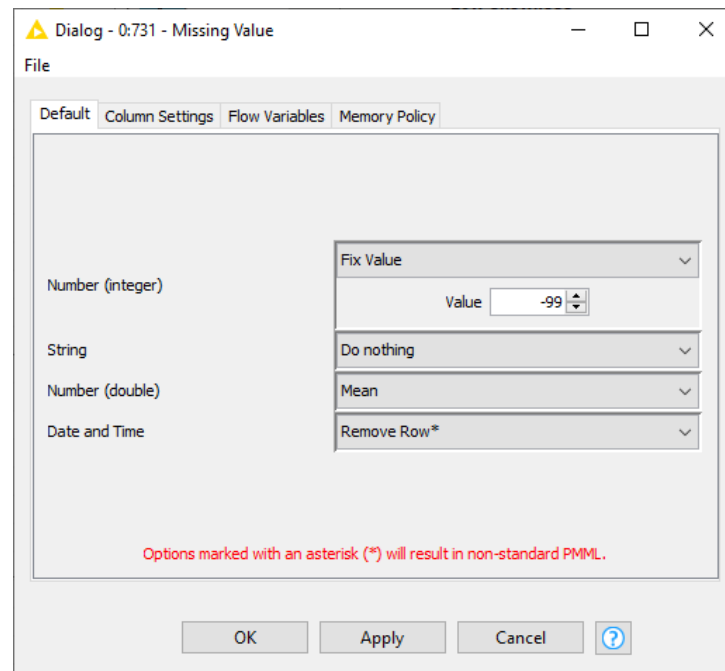 Dialog - 0:731 - Missing Value
File
Default Column Settings Flow Variables Memory Policy
Number (integer) Fix Value
Value -99
String Do nothing
Number (double) Mean
Date and Time Remove Row*
Options marked with an asterisk (*) will result in non-standard PMML.
OK Apply Cancel ?